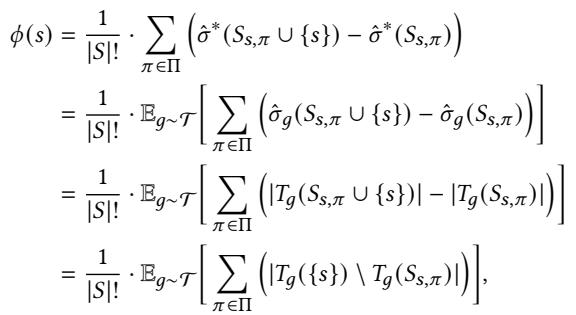 ϕ(s) = 1/|S|! · ∑_{π∈Π} ( σ̂*(S_{s,π} ∪ {s}) − σ̂*(S_{s,π}) )
= 1/|S|! · 𝔼_{g∼𝒯} [ ∑_{π∈Π} ( σ̂_g(S_{s,π} ∪ {s}) − σ̂_g(S_{s,π}) ) ]
= 1/|S|! · 𝔼_{g∼𝒯} [ ∑_{π∈Π} ( |T_g(S_{s,π} ∪ {s})| − |T_g(S_{s,π})| ) ]
= 1/|S|! · 𝔼_{g∼𝒯} [ ∑_{π∈Π} ( |T_g({s}) \ T_g(S_{s,π})| ) ],